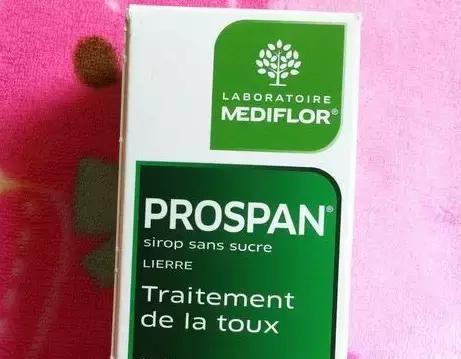 LABORATOIRE
MEDIFLOR®
PROSPAN®
sirop sans sucre
LIERRE
Traitement
de la toux